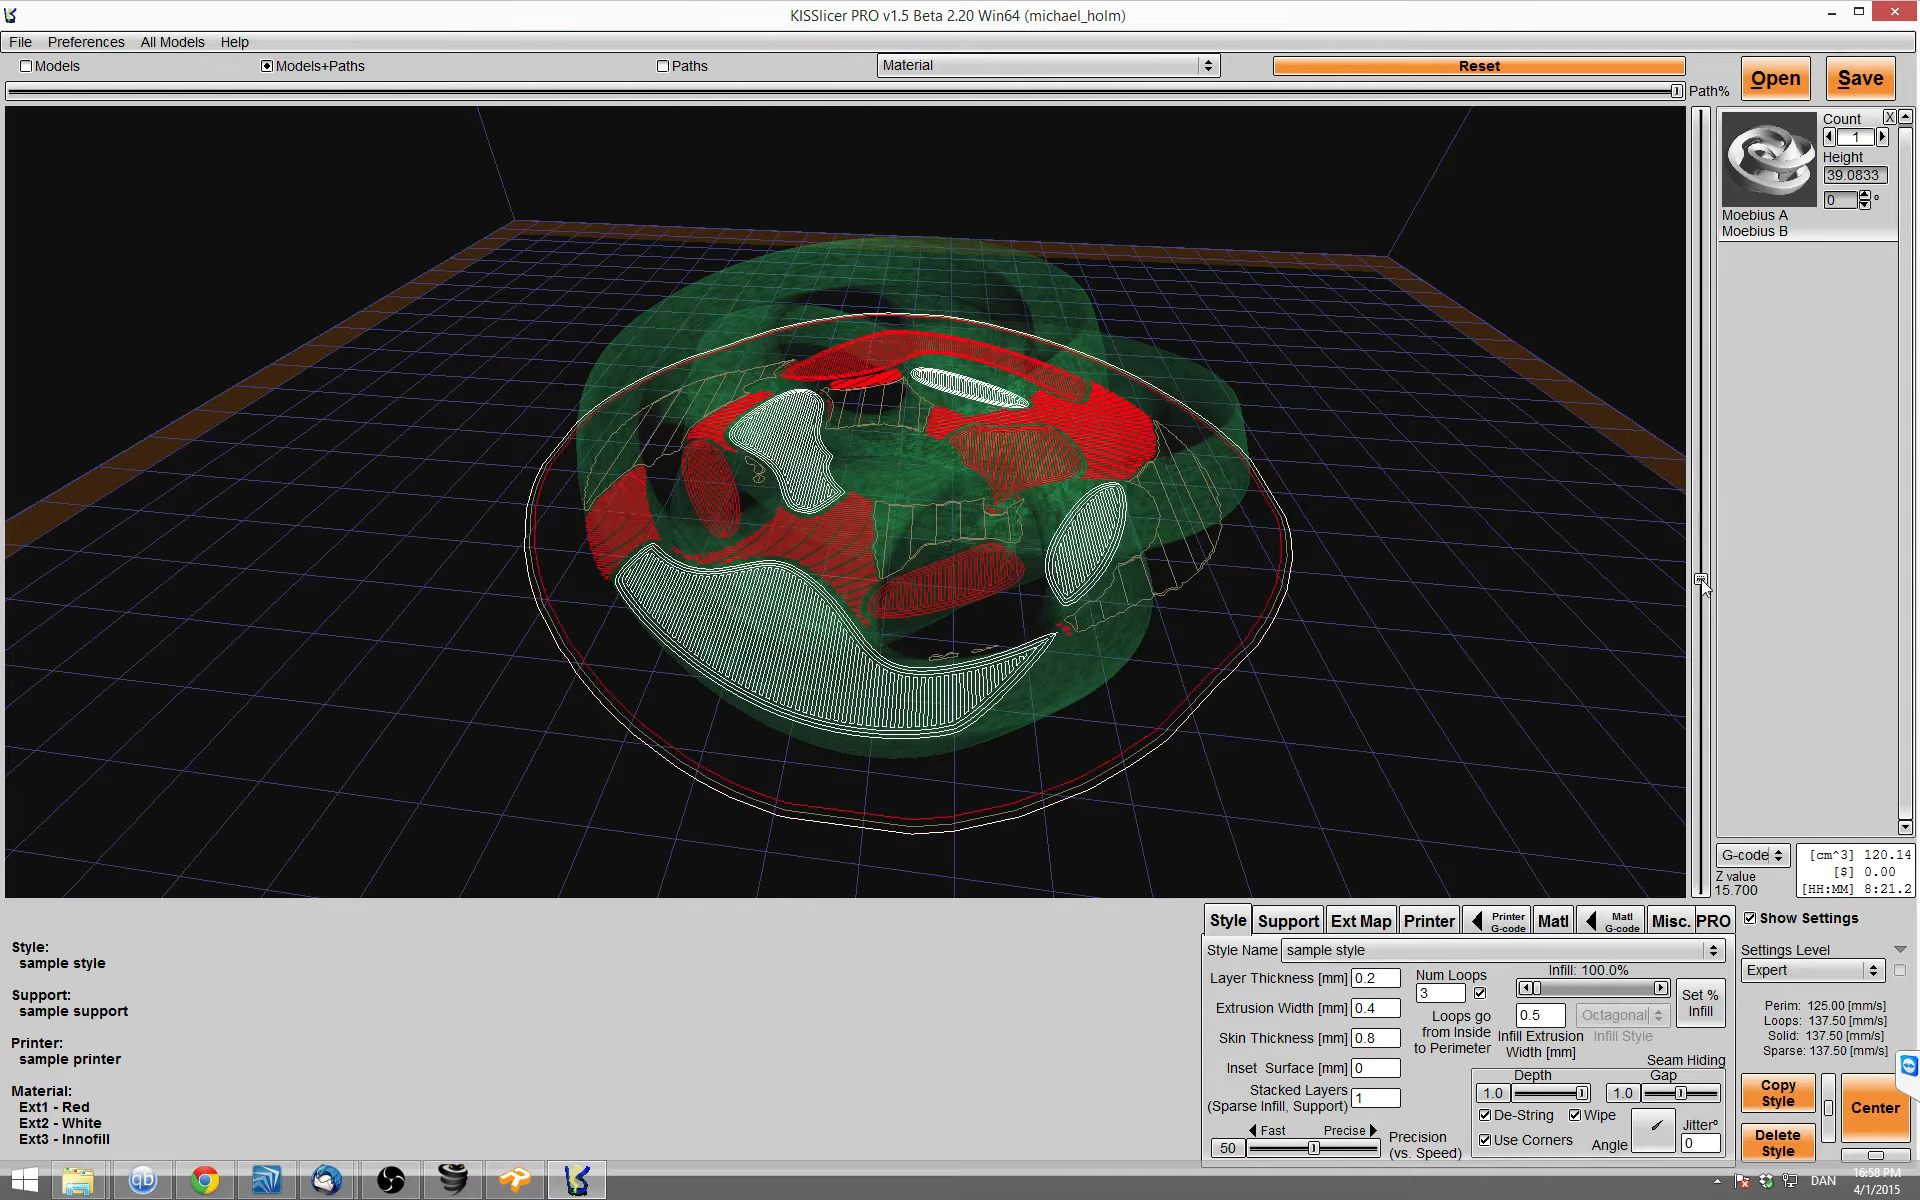 KISSlicer PRO v1.5 Beta 2.20 Win64 (michael_holm)
File Preferences All Models Help
Models Models+Paths Paths Material Reset
Path%
Open Save
Count
1
Height
39.0833
0 °
Moebius A
Moebius B
G-code
Z value
15.700
[cm^3] 120.14
[$] 0.00
[HH:MM] 8:21.2
Style:
sample style
Support:
sample support
Printer:
sample printer
Material:
Ext1 - Red
Ext2 - White
Ext3 - Innofill
Style Support Ext Map Printer Printer G-code Matl Matl G-code Misc. PRO
Style Name sample style
Layer Thickness [mm] 0.2
Extrusion Width [mm] 0.4
Skin Thickness [mm] 0.8
Inset Surface [mm] 0
Stacked Layers
(Sparse Infill, Support) 1
Fast Precise
50
Precision
(vs. Speed)
Num Loops
3
Loops go
from Inside
to Perimeter
Infill: 100.0%
0.5 Octagonal
Infill Extrusion
Width [mm]
Infill Style
Set %
Infill
Seam Hiding
Depth Gap
1.0 1.0
De-String Wipe
Use Corners
Angle
Jitter°
0
Show Settings
Settings Level
Expert
Perim: 125.00 [mm/s]
Loops: 137.50 [mm/s]
Solid: 137.50 [mm/s]
Sparse: 137.50 [mm/s]
Copy
Style
Center
Delete
Style
qb
DAN
16:58 PM
4/1/2015